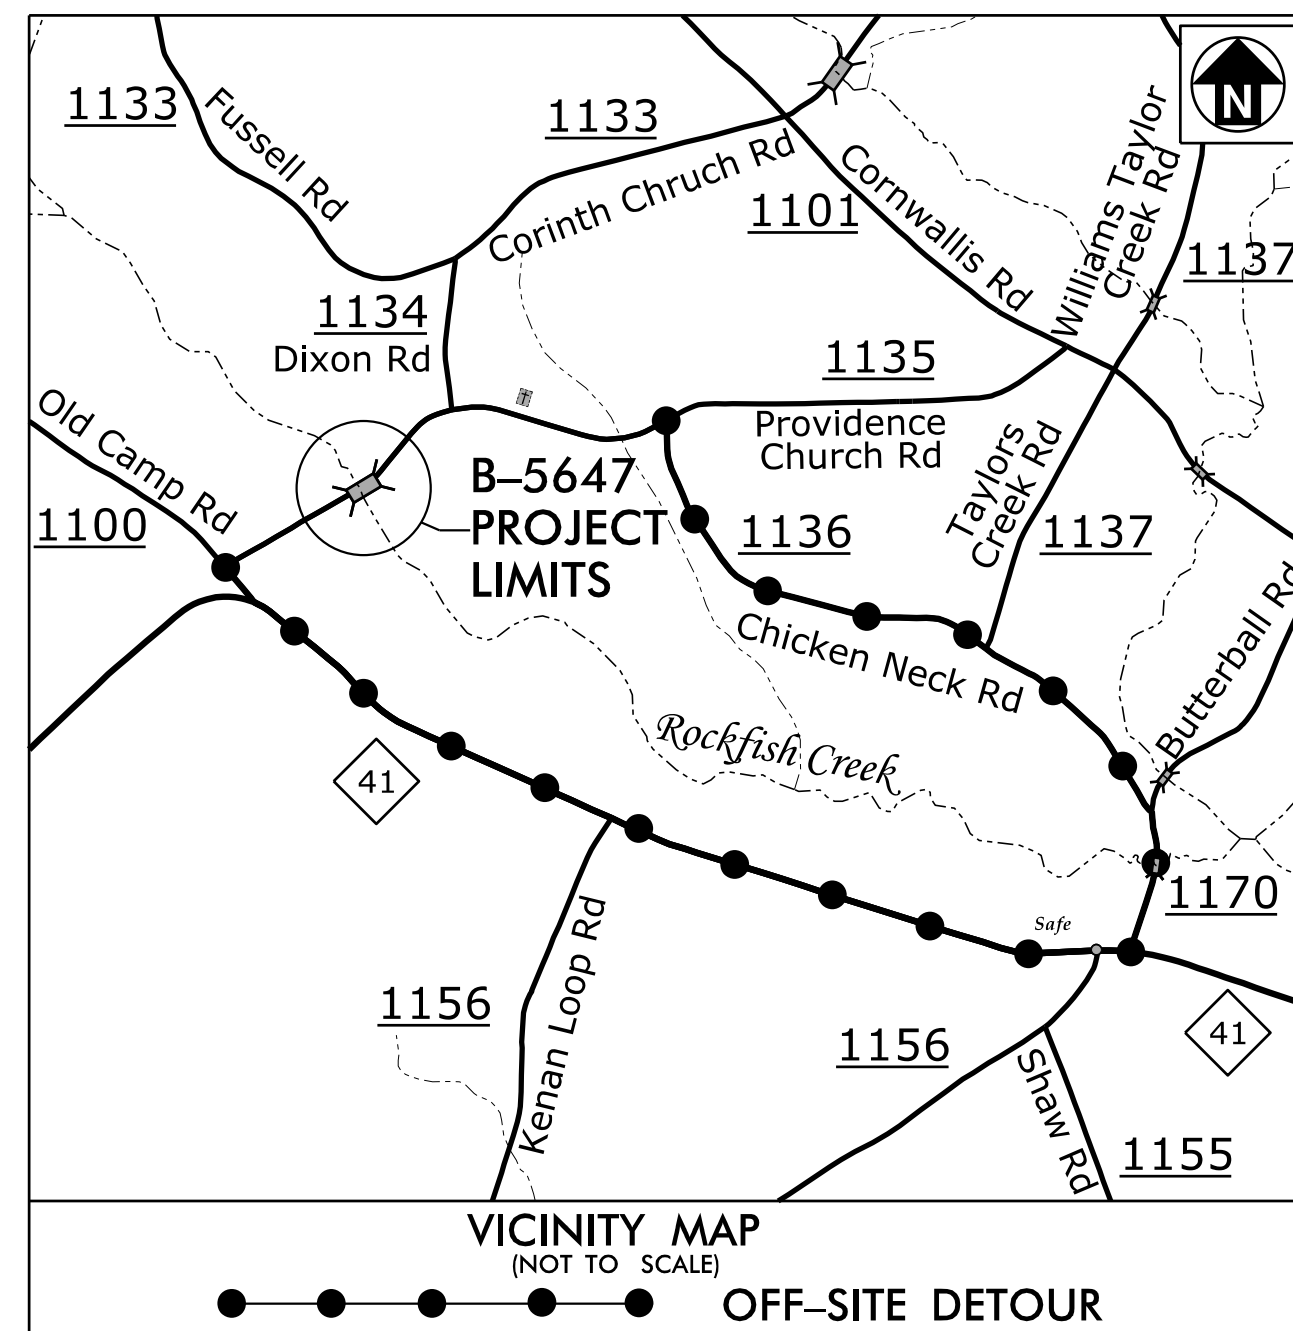 1133
Fussell Rd
1133
Corinth Chruch Rd
1101
Cornwallis Rd
Williams Taylor
Creek Rd
N
1137
1134
Dixon Rd
1135
Providence
Church Rd
Old Camp Rd
1100
B–5647
PROJECT
LIMITS
1136
Taylors
Creek Rd
1137
Chicken Neck Rd
Butterball Rd
Rockfish Creek
41
1170
Safe
Kenan Loop Rd
1156
1156
41
Shaw Rd
1155
VICINITY MAP
(NOT TO SCALE)
OFF–SITE DETOUR